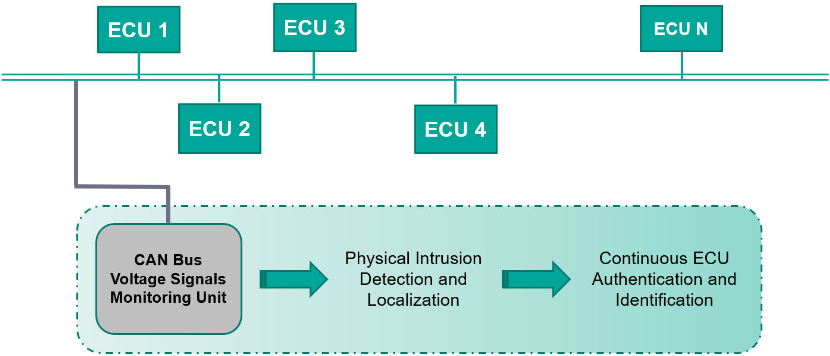 ECU 1
ECU 3
ECU N
ECU 2
ECU 4
CAN Bus
Voltage Signals
Monitoring Unit
Physical Intrusion
Detection and
Localization
Continuous ECU
Authentication and
Identification